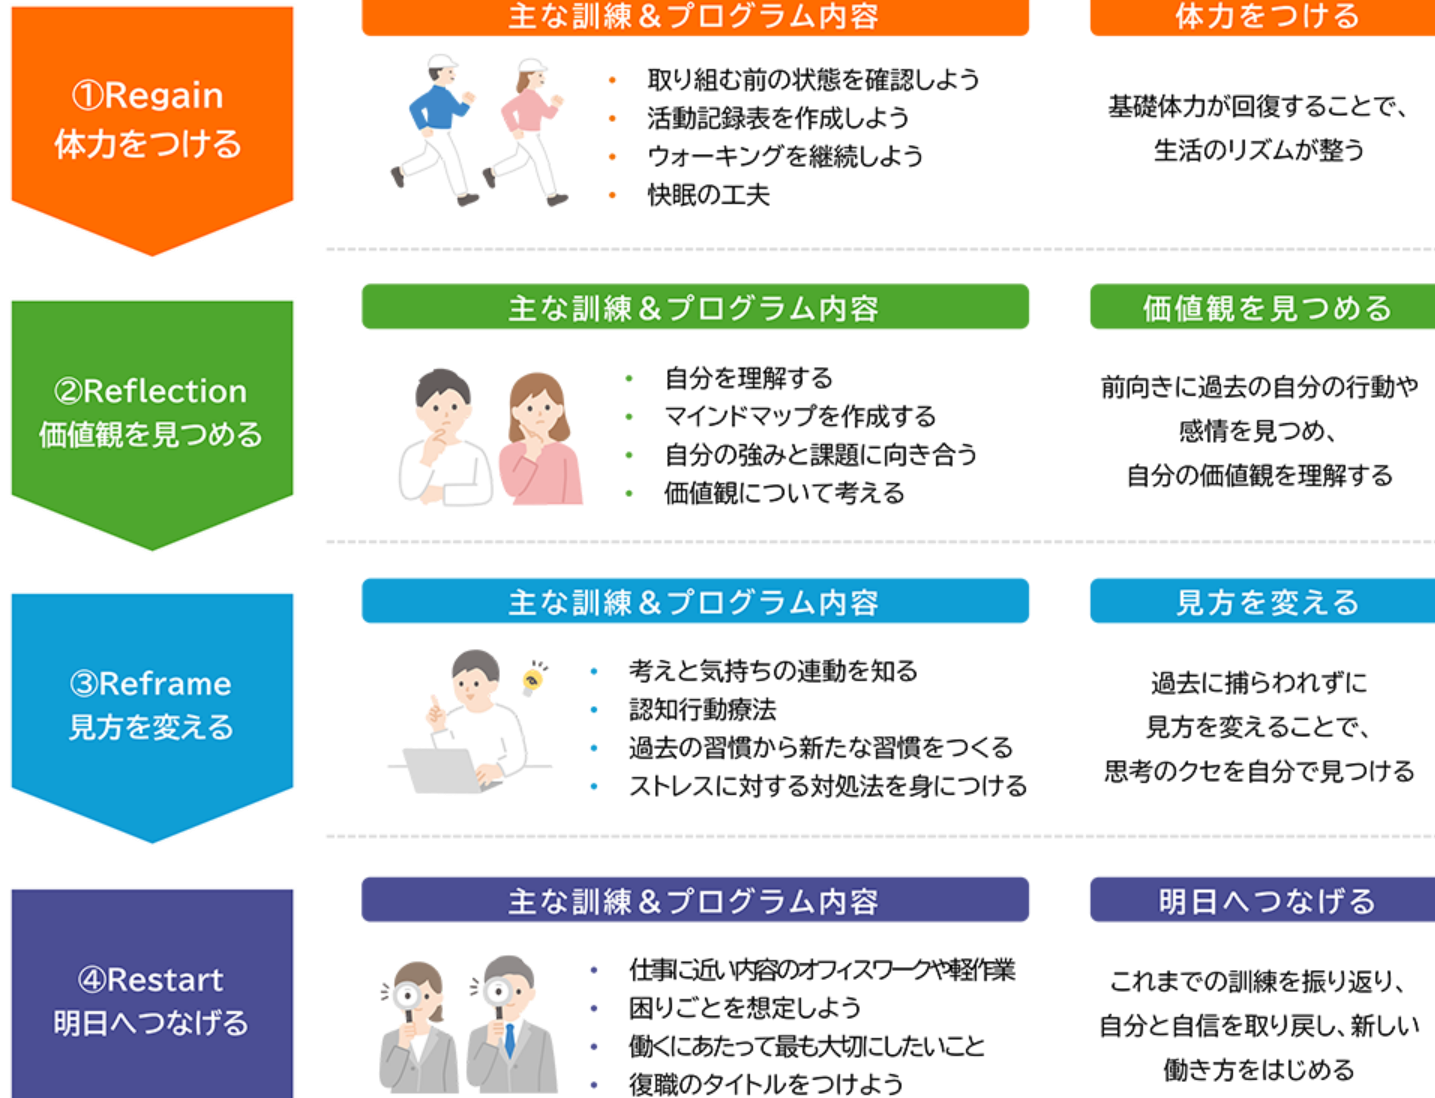 ①Regain
体力をつける
主な訓練＆プログラム内容
• 取り組む前の状態を確認しよう
• 活動記録表を作成しよう
• ウォーキングを継続しよう
• 快眠の工夫
体力をつける
基礎体力が回復することで、
生活のリズムが整う
②Reflection
価値観を見つめる
主な訓練＆プログラム内容
• 自分を理解する
• マインドマップを作成する
• 自分の強みと課題に向き合う
• 価値観について考える
価値観を見つめる
前向きに過去の自分の行動や
感情を見つめ、
自分の価値観を理解する
③Reframe
見方を変える
主な訓練＆プログラム内容
• 考えと気持ちの連動を知る
• 認知行動療法
• 過去の習慣から新たな習慣をつくる
• ストレスに対する対処法を身につける
見方を変える
過去に捕らわれずに
見方を変えることで、
思考のクセを自分で見つける
④Restart
明日へつなげる
主な訓練＆プログラム内容
• 仕事に近い内容のオフィスワークや軽作業
• 困りごとを想定しよう
• 働くにあたって最も大切にしたいこと
• 復職のタイトルをつけよう
明日へつなげる
これまでの訓練を振り返り、
自分と自信を取り戻し、新しい
働き方をはじめる